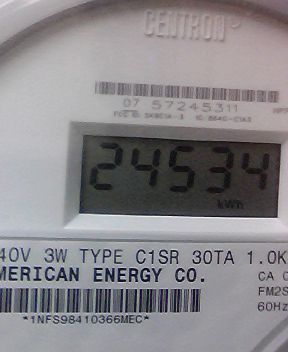 CENTRON®
07 57245311
24534
kWh
40V 3W TYPE C1SR 30TA 1.0K
MERICAN ENERGY CO.
CA 0
FM2S
60Hz
*1NFS98410366MEC*